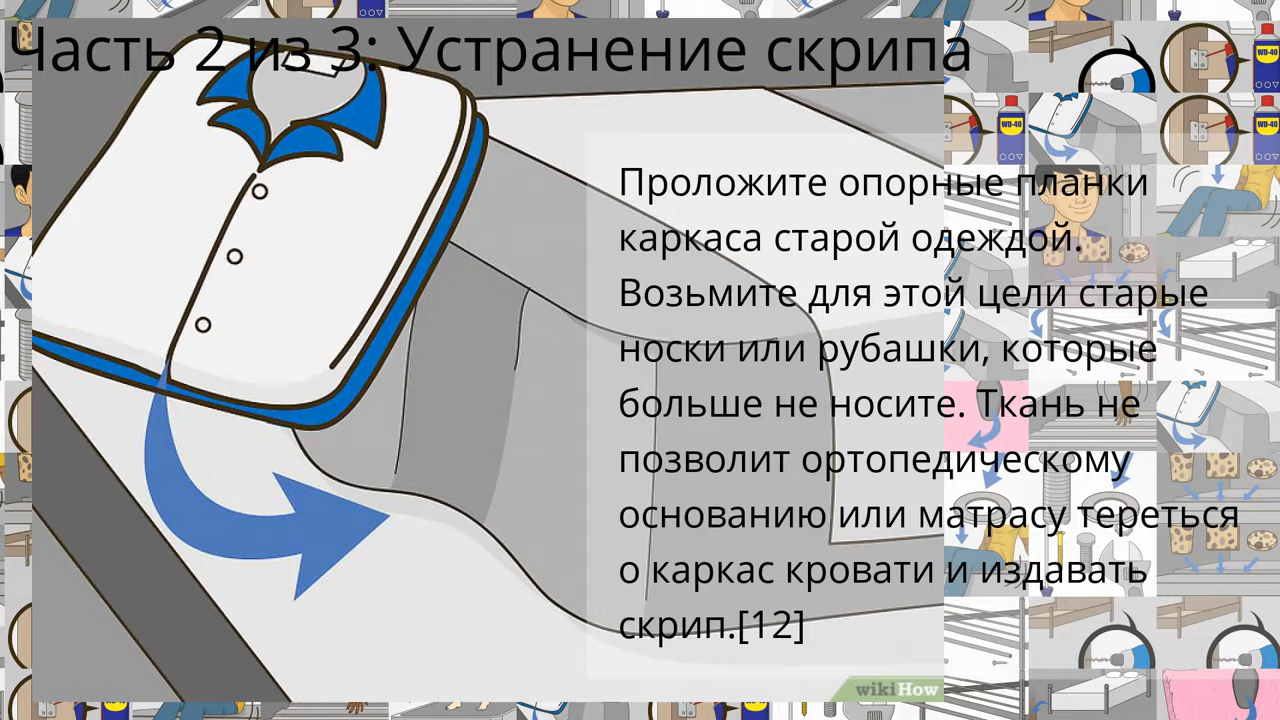 Часть 2 из 3: Устранение скрипа
Проложите опорные планки
каркаса старой одеждой.
Возьмите для этой цели старые
носки или рубашки, которые
больше не носите. Ткань не
позволит ортопедическому
основанию или матрасу тереться
о каркас кровати и издавать
скрип.[12]
wikiHow
WD-40
WD-40